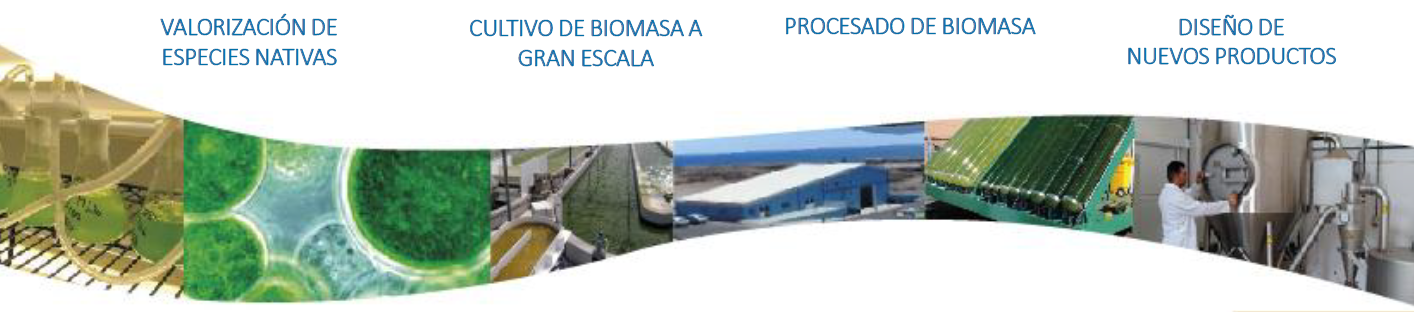 VALORIZACIÓN DE
ESPECIES NATIVAS
CULTIVO DE BIOMASA A
GRAN ESCALA
PROCESADO DE BIOMASA
DISEÑO DE
NUEVOS PRODUCTOS